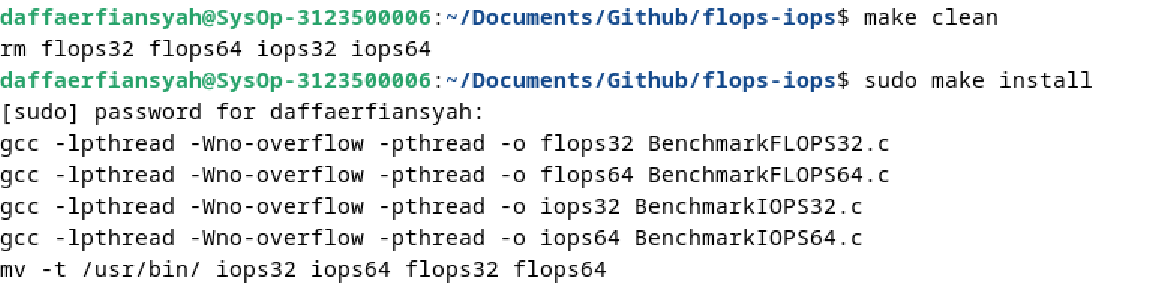 daffaerfiansyah@SysOp-3123500006:~/Documents/Github/flops-iops$ make clean
rm flops32 flops64 iops32 iops64
daffaerfiansyah@SysOp-3123500006:~/Documents/Github/flops-iops$ sudo make install
[sudo] password for daffaerfiansyah:
gcc -lpthread -Wno-overflow -pthread -o flops32 BenchmarkFLOPS32.c
gcc -lpthread -Wno-overflow -pthread -o flops64 BenchmarkFLOPS64.c
gcc -lpthread -Wno-overflow -pthread -o iops32 BenchmarkIOPS32.c
gcc -lpthread -Wno-overflow -pthread -o iops64 BenchmarkIOPS64.c
mv -t /usr/bin/ iops32 iops64 flops32 flops64